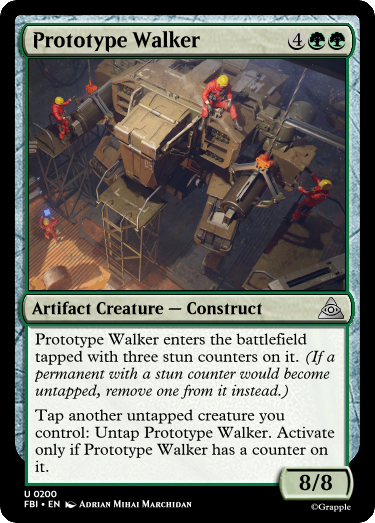 Prototype Walker 4
Artifact Creature — Construct
Prototype Walker enters the battlefield
tapped with three stun counters on it. (If a
permanent with a stun counter would become
untapped, remove one from it instead.)
Tap another untapped creature you
control: Untap Prototype Walker. Activate
only if Prototype Walker has a counter on
it.
8/8
U 0200
FBI • EN Adrian Mihai Marchidan
©Grapple